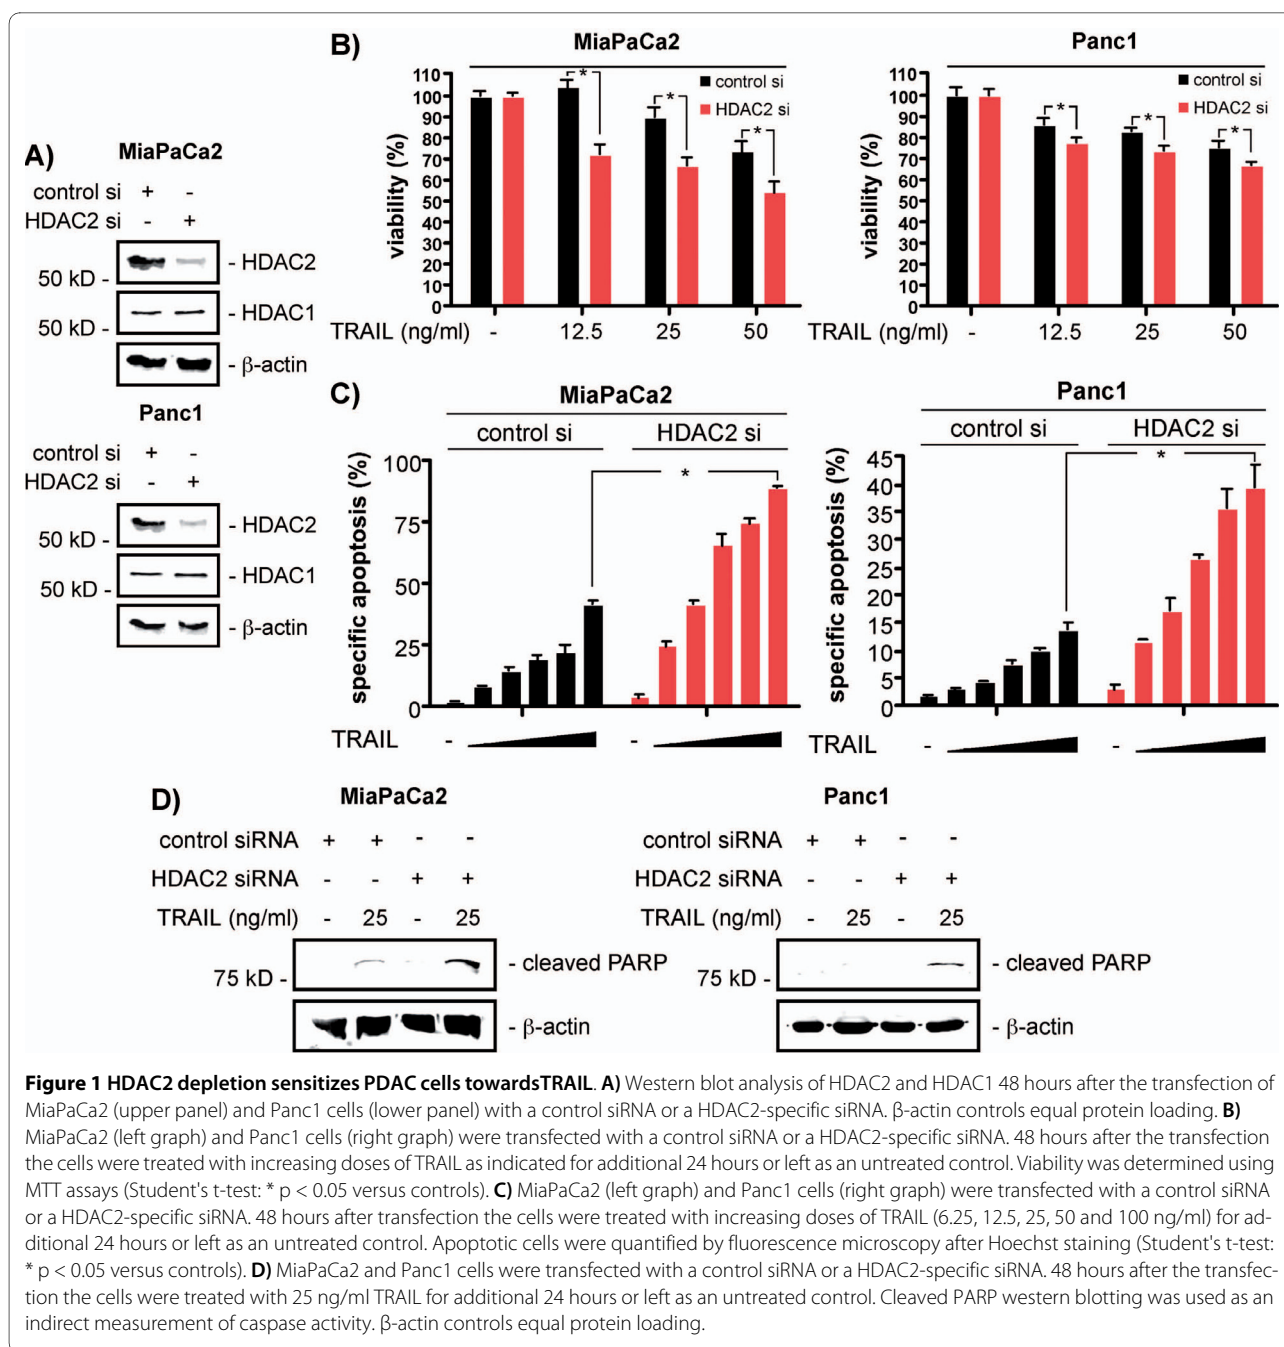 A)
MiaPaCa2
control si + -
HDAC2 si - +
50 kD - - HDAC2
50 kD - - HDAC1
- β-actin
Panc1
control si + -
HDAC2 si - +
50 kD - - HDAC2
50 kD - - HDAC1
- β-actin
B)
MiaPaCa2
viability (%)
110
100
90
80
70
60
50
40
30
20
10
0
control si
HDAC2 si
* * *
TRAIL (ng/ml) - 12.5 25 50
Panc1
viability (%)
110
100
90
80
70
60
50
40
30
20
10
0
control si
HDAC2 si
* * *
TRAIL (ng/ml) - 12.5 25 50
C)
MiaPaCa2
control si HDAC2 si
specific apoptosis (%)
100
75
50
25
0
*
TRAIL - -
Panc1
control si HDAC2 si
specific apoptosis (%)
45
40
35
30
25
20
15
10
5
0
*
TRAIL - -
D)
MiaPaCa2
control siRNA + + - -
HDAC2 siRNA - - + +
TRAIL (ng/ml) - 25 - 25
75 kD - - cleaved PARP
- β-actin
Panc1
control siRNA + + - -
HDAC2 siRNA - - + +
TRAIL (ng/ml) - 25 - 25
75 kD - - cleaved PARP
- β-actin
Figure 1 HDAC2 depletion sensitizes PDAC cells towardsTRAIL. A) Western blot analysis of HDAC2 and HDAC1 48 hours after the transfection of
MiaPaCa2 (upper panel) and Panc1 cells (lower panel) with a control siRNA or a HDAC2-specific siRNA. β-actin controls equal protein loading. B)
MiaPaCa2 (left graph) and Panc1 cells (right graph) were transfected with a control siRNA or a HDAC2-specific siRNA. 48 hours after the transfection
the cells were treated with increasing doses of TRAIL as indicated for additional 24 hours or left as an untreated control. Viability was determined using
MTT assays (Student's t-test: * p < 0.05 versus controls). C) MiaPaCa2 (left graph) and Panc1 cells (right graph) were transfected with a control siRNA
or a HDAC2-specific siRNA. 48 hours after transfection the cells were treated with increasing doses of TRAIL (6.25, 12.5, 25, 50 and 100 ng/ml) for ad-
ditional 24 hours or left as an untreated control. Apoptotic cells were quantified by fluorescence microscopy after Hoechst staining (Student's t-test:
* p < 0.05 versus controls). D) MiaPaCa2 and Panc1 cells were transfected with a control siRNA or a HDAC2-specific siRNA. 48 hours after the transfec-
tion the cells were treated with 25 ng/ml TRAIL for additional 24 hours or left as an untreated control. Cleaved PARP western blotting was used as an
indirect measurement of caspase activity. β-actin controls equal protein loading.